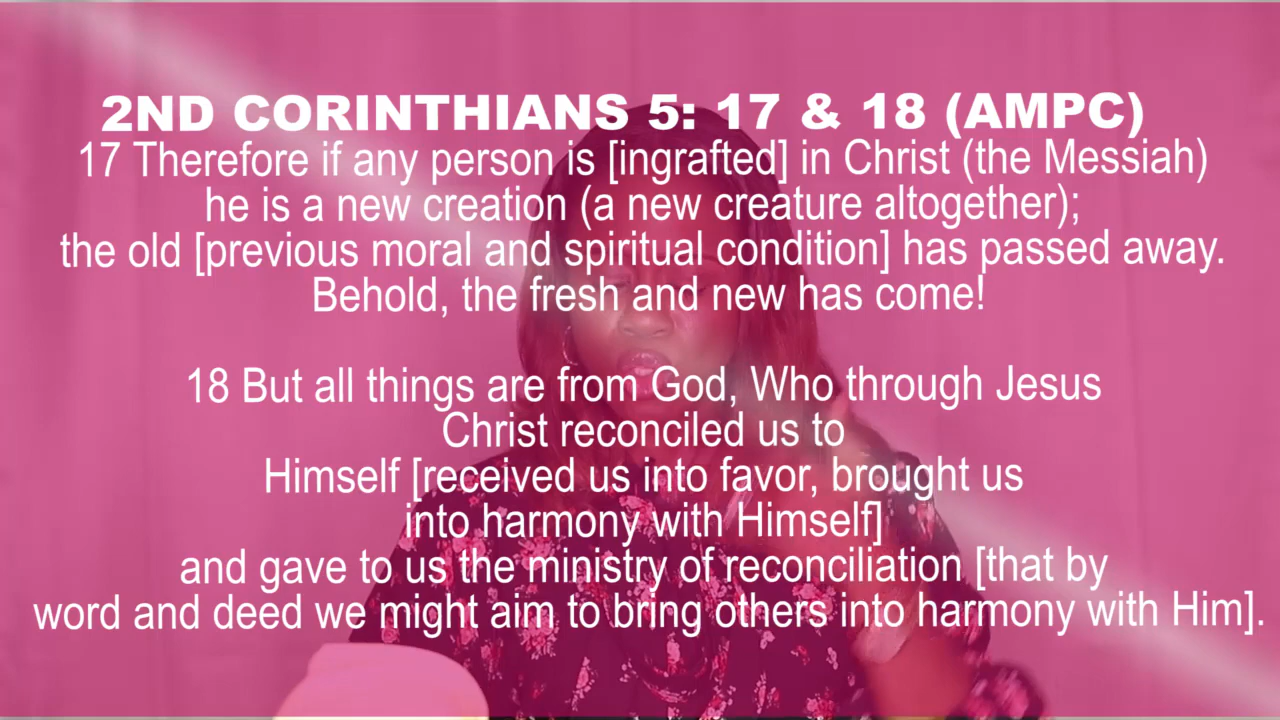 2ND CORINTHIANS 5: 17 & 18 (AMPC)
17 Therefore if any person is [ingrafted] in Christ (the Messiah)
he is a new creation (a new creature altogether);
the old [previous moral and spiritual condition] has passed away.
Behold, the fresh and new has come!
18 But all things are from God, Who through Jesus
Christ reconciled us to
Himself [received us into favor, brought us
into harmony with Himself]
and gave to us the ministry of reconciliation [that by
word and deed we might aim to bring others into harmony with Him].